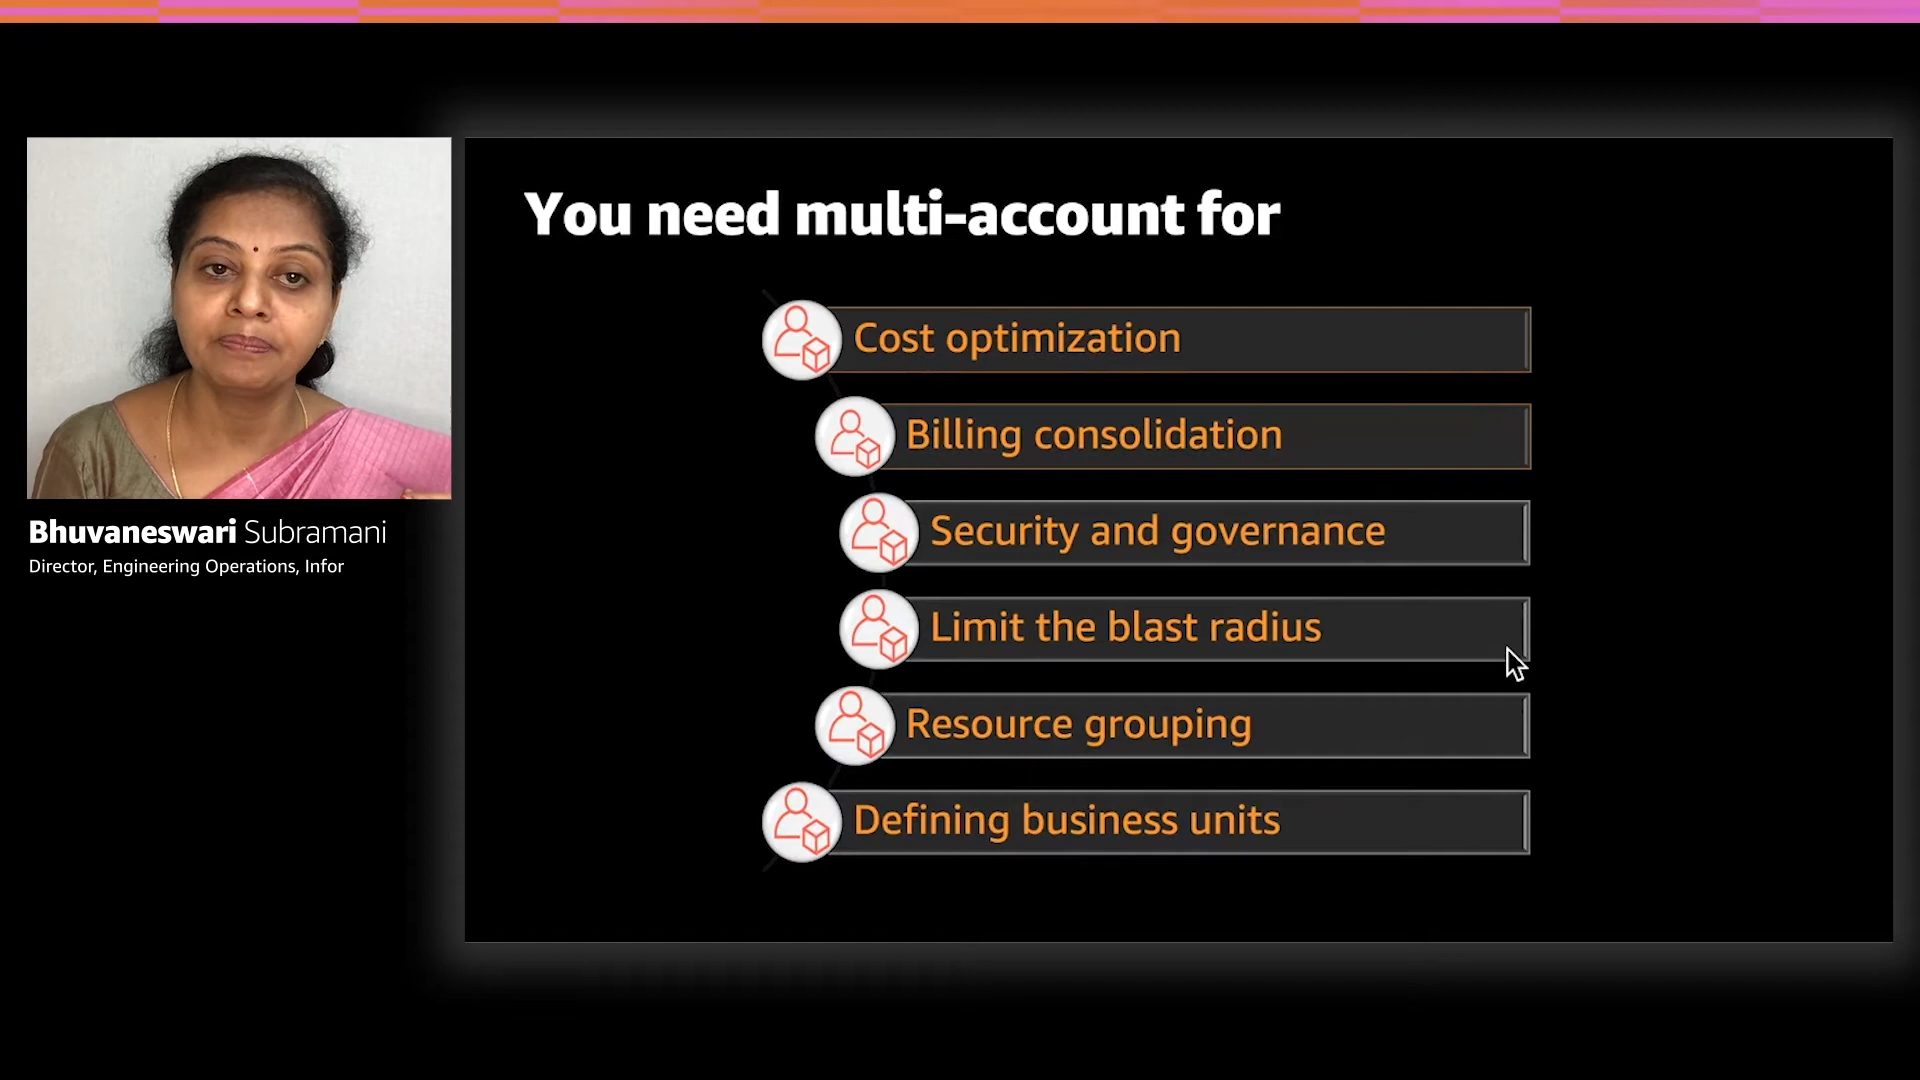 You need multi-account for
Cost optimization
Billing consolidation
Security and governance
Limit the blast radius
Resource grouping
Defining business units
Bhuvaneswari Subramani
Director, Engineering Operations, Infor